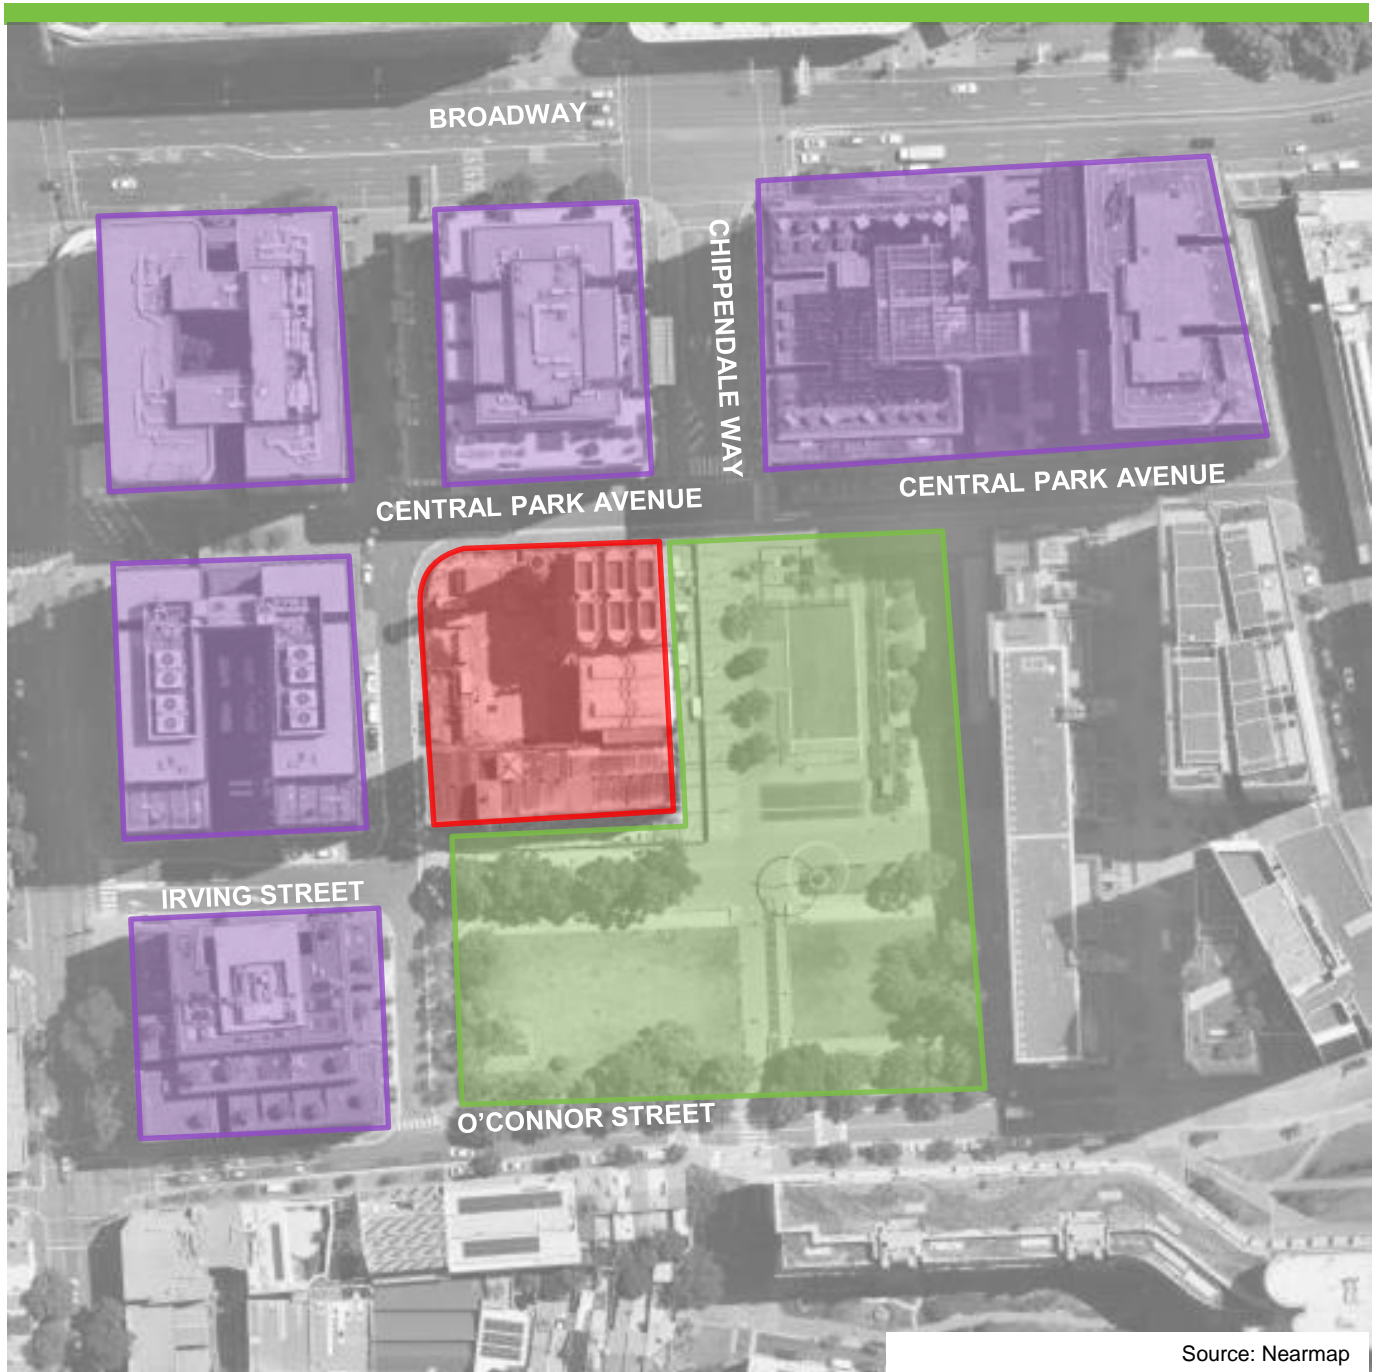 BROADWAY
CHIPPENDALE WAY
CENTRAL PARK AVENUE
CENTRAL PARK AVENUE
IRVING STREET
O'CONNOR STREET
Source: Nearmap